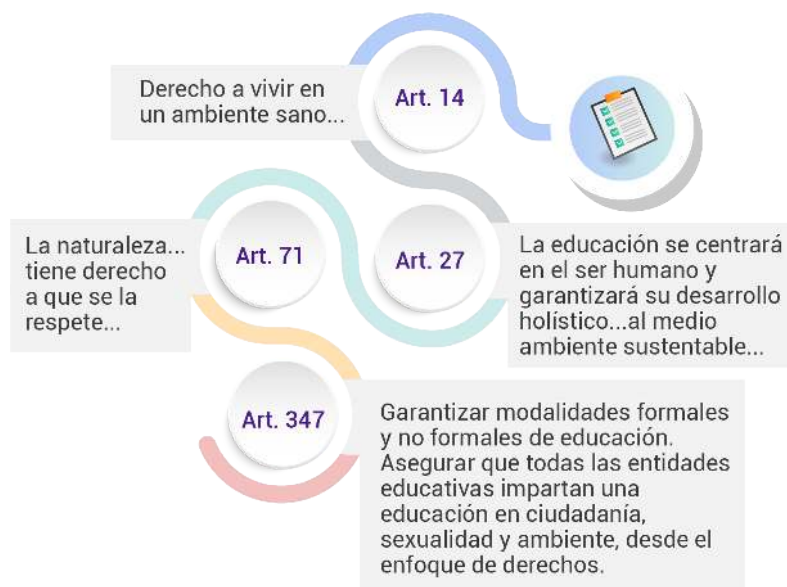 Art. 14
Derecho a vivir en
un ambiente sano...
Art. 27
La educación se centrará
en el ser humano y
garantizará su desarrollo
holístico...al medio
ambiente sustentable...
Art. 71
La naturaleza...
tiene derecho
a que se la
respete...
Art. 347
Garantizar modalidades formales
y no formales de educación.
Asegurar que todas las entidades
educativas impartan una
educación en ciudadanía,
sexualidad y ambiente, desde el
enfoque de derechos.